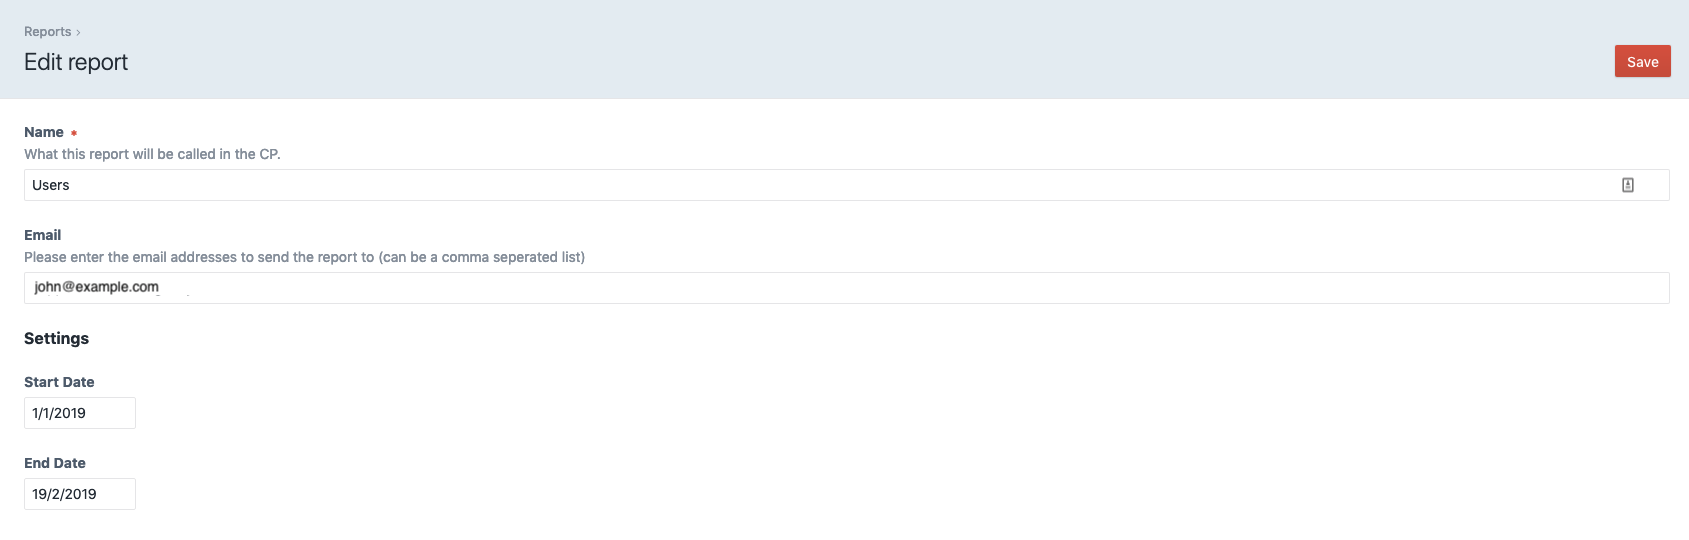 Reports ›
Edit report
Save
Name *
What this report will be called in the CP.
Users
Email
Please enter the email addresses to send the report to (can be a comma seperated list)
john@example.com
Settings
Start Date
1/1/2019
End Date
19/2/2019